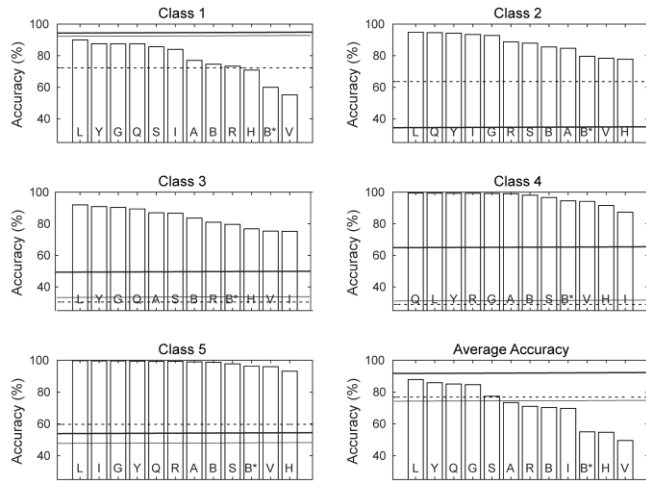 Class 1
Accuracy (%)
100
80
60
40
L Y G Q S I A B R H B* V
Class 2
Accuracy (%)
100
80
60
40
L Q Y I G R S B A B* V H
Class 3
Accuracy (%)
100
80
60
40
L Y G Q A S B R B* H V I
Class 4
Accuracy (%)
100
80
60
40
Q L Y R G A B S B* V H I
Class 5
Accuracy (%)
100
80
60
40
L I G Y Q R A B S B* V H
Average Accuracy
Accuracy (%)
100
80
60
40
L Y Q G S A R B I B* H V